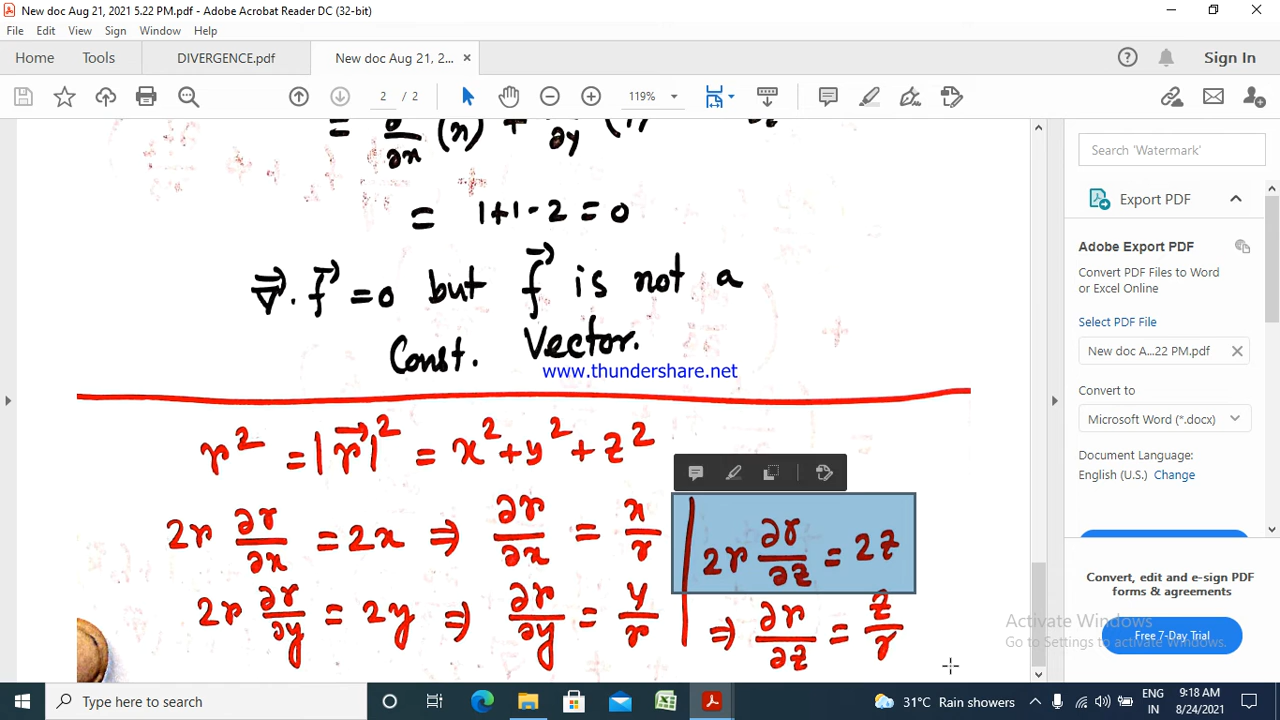 New doc Aug 21, 2021 5.22 PM.pdf - Adobe Acrobat Reader DC (32-bit)
File Edit View Sign Window Help
Home Tools DIVERGENCE.pdf New doc Aug 21, 2... × ? Sign In
2 / 2 119%
= ∂/∂x (x) + ∂y
= 1+1-2 = 0
∇⃗. f⃗ = 0 but f⃗ is not a
Const. Vector.
www.thundershare.net
r² = |r⃗|² = x²+y²+z²
2r ∂r/∂x = 2x ⇒ ∂r/∂x = x/r | 2r ∂r/∂z = 2z
2r ∂r/∂y = 2y ⇒ ∂r/∂y = y/r | ⇒ ∂r/∂z = z/r
Search 'Watermark'
Export PDF
Adobe Export PDF
Convert PDF Files to Word
or Excel Online
Select PDF File
New doc A...22 PM.pdf
Convert to
Microsoft Word (*.docx)
Document Language:
English (U.S.) Change
Convert, edit and e-sign PDF
forms & agreements
Free 7-Day Trial
Activate Windows
Go to Settings to activate Windows.
Type here to search
31°C Rain showers
ENG
IN
9:18 AM
8/24/2021